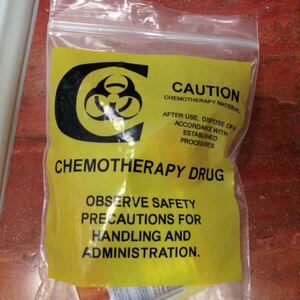 C
CAUTION
CHEMOTHERAPY MATERIAL
AFTER USE, DISPOSE OF IN
ACCORDANCE WITH
ESTABLISHED
PROCEDURES.
CHEMOTHERAPY DRUG
OBSERVE SAFETY
PRECAUTIONS FOR
HANDLING AND
ADMINISTRATION.